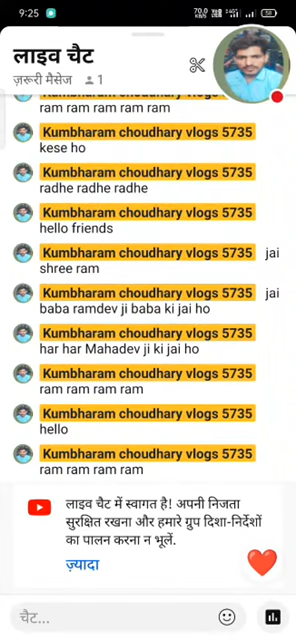 9:25
70.0 KB/S
लाइव चैट
ज़रूरी मैसेज 1
ram ram ram ram ram
Kumbharam choudhary vlogs 5735
kese ho
Kumbharam choudhary vlogs 5735
radhe radhe radhe
Kumbharam choudhary vlogs 5735
hello friends
Kumbharam choudhary vlogs 5735 jai
shree ram
Kumbharam choudhary vlogs 5735 jai
baba ramdev ji baba ki jai ho
Kumbharam choudhary vlogs 5735
har har Mahadev ji ki jai ho
Kumbharam choudhary vlogs 5735
ram ram ram ram
Kumbharam choudhary vlogs 5735
hello
Kumbharam choudhary vlogs 5735
ram ram ram ram
लाइव चैट में स्वागत है! अपनी निजता
सुरक्षित रखना और हमारे ग्रुप दिशा-निर्देशों
का पालन करना न भूलें.
ज़्यादा
चैट...